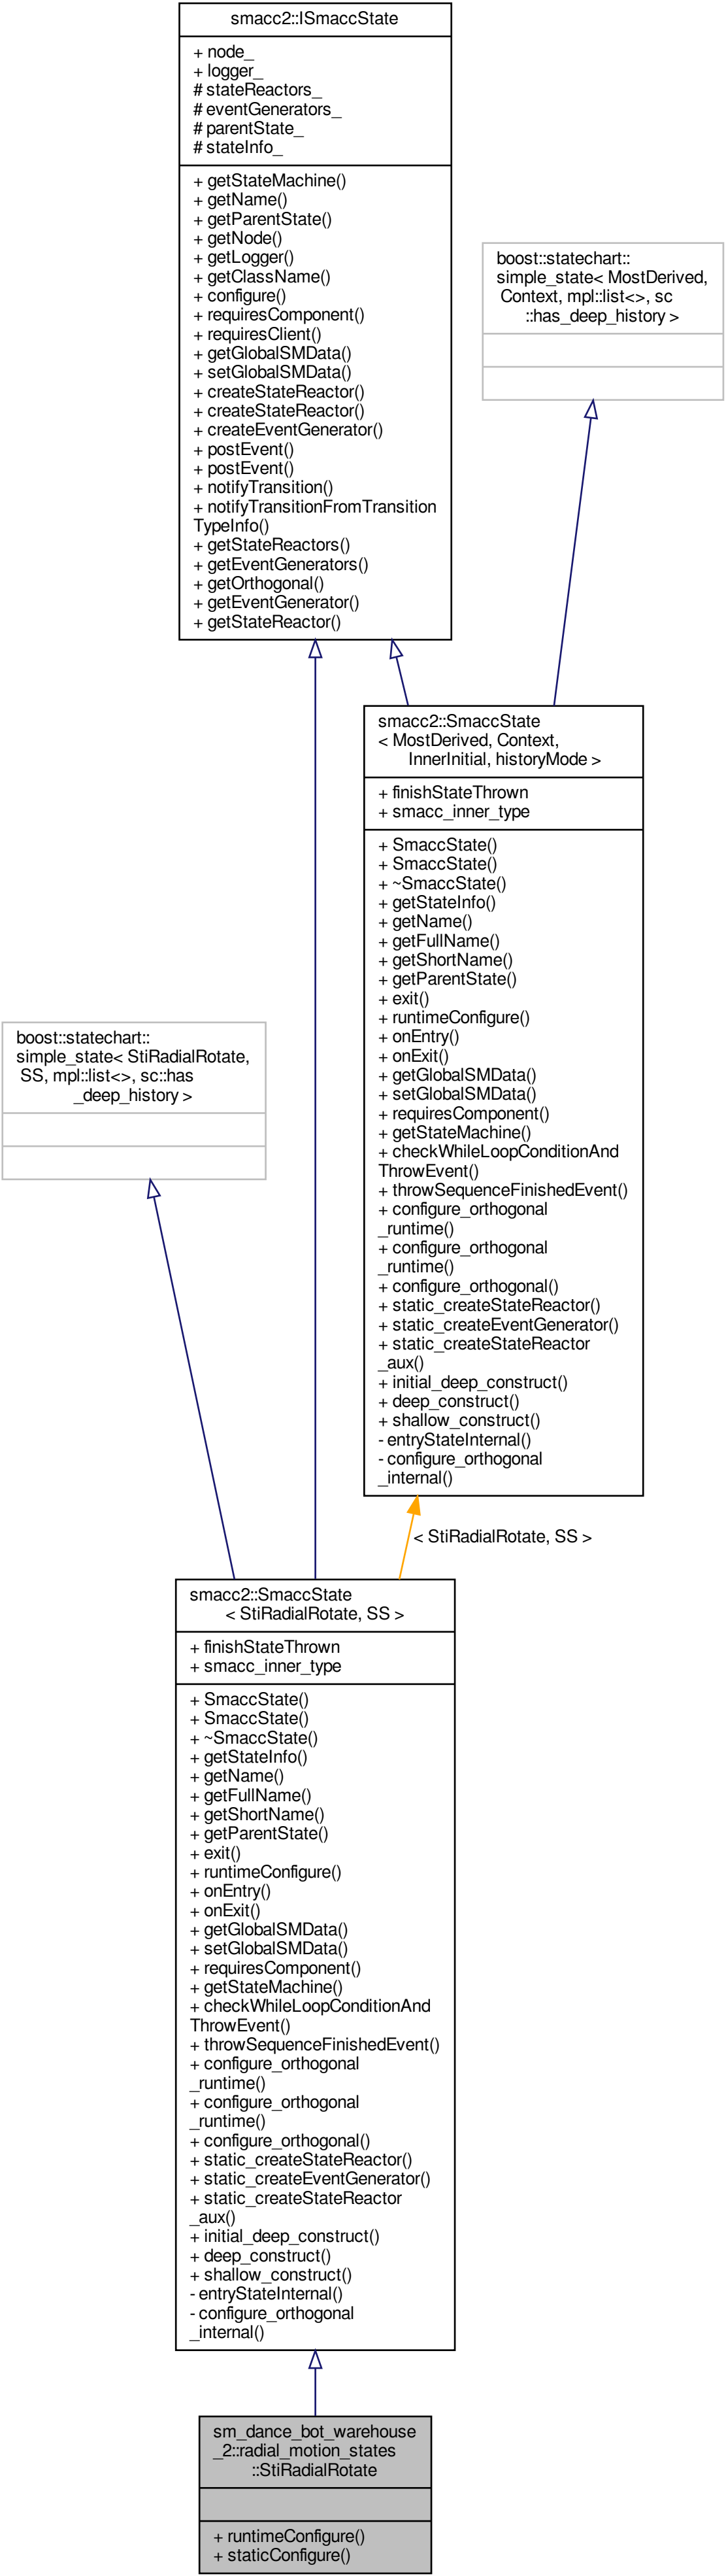 smacc2::ISmaccState
+ node_
+ logger_
# stateReactors_
# eventGenerators_
# parentState_
# stateInfo_
+ getStateMachine()
+ getName()
+ getParentState()
+ getNode()
+ getLogger()
+ getClassName()
+ configure()
+ requiresComponent()
+ requiresClient()
+ getGlobalSMData()
+ setGlobalSMData()
+ createStateReactor()
+ createStateReactor()
+ createEventGenerator()
+ postEvent()
+ postEvent()
+ notifyTransition()
+ notifyTransitionFromTransition
TypeInfo()
+ getStateReactors()
+ getEventGenerators()
+ getOrthogonal()
+ getEventGenerator()
+ getStateReactor()
boost::statechart::
simple_state< MostDerived,
Context, mpl::list<>, sc
::has_deep_history >
smacc2::SmaccState
< MostDerived, Context,
InnerInitial, historyMode >
+ finishStateThrown
+ smacc_inner_type
+ SmaccState()
+ SmaccState()
+ ~SmaccState()
+ getStateInfo()
+ getName()
+ getFullName()
+ getShortName()
+ getParentState()
+ exit()
+ runtimeConfigure()
+ onEntry()
+ onExit()
+ getGlobalSMData()
+ setGlobalSMData()
+ requiresComponent()
+ getStateMachine()
+ checkWhileLoopConditionAnd
ThrowEvent()
+ throwSequenceFinishedEvent()
+ configure_orthogonal
_runtime()
+ configure_orthogonal
_runtime()
+ configure_orthogonal()
+ static_createStateReactor()
+ static_createEventGenerator()
+ static_createStateReactor
_aux()
+ initial_deep_construct()
+ deep_construct()
+ shallow_construct()
- entryStateInternal()
- configure_orthogonal
_internal()
boost::statechart::
simple_state< StiRadialRotate,
SS, mpl::list<>, sc::has
_deep_history >
< StiRadialRotate, SS >
smacc2::SmaccState
< StiRadialRotate, SS >
+ finishStateThrown
+ smacc_inner_type
+ SmaccState()
+ SmaccState()
+ ~SmaccState()
+ getStateInfo()
+ getName()
+ getFullName()
+ getShortName()
+ getParentState()
+ exit()
+ runtimeConfigure()
+ onEntry()
+ onExit()
+ getGlobalSMData()
+ setGlobalSMData()
+ requiresComponent()
+ getStateMachine()
+ checkWhileLoopConditionAnd
ThrowEvent()
+ throwSequenceFinishedEvent()
+ configure_orthogonal
_runtime()
+ configure_orthogonal
_runtime()
+ configure_orthogonal()
+ static_createStateReactor()
+ static_createEventGenerator()
+ static_createStateReactor
_aux()
+ initial_deep_construct()
+ deep_construct()
+ shallow_construct()
- entryStateInternal()
- configure_orthogonal
_internal()
sm_dance_bot_warehouse
_2::radial_motion_states
::StiRadialRotate
+ runtimeConfigure()
+ staticConfigure()